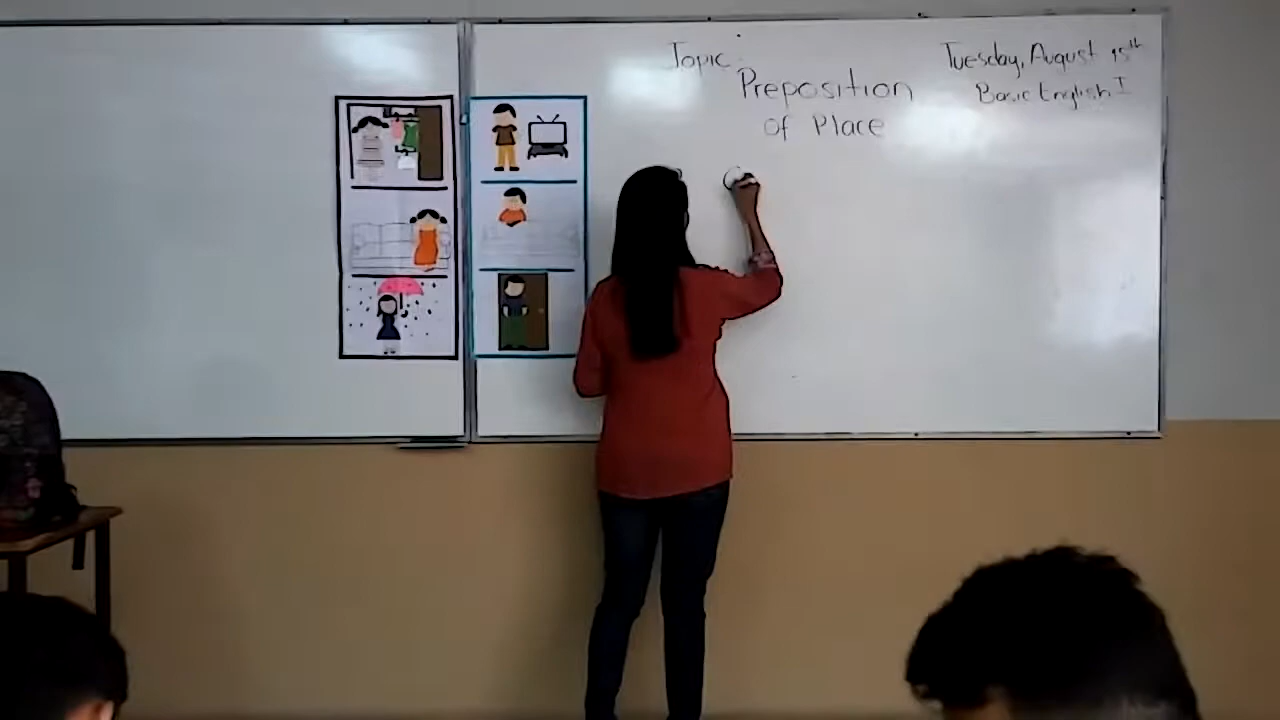 Topic:
Preposition
of Place
Tuesday, August 15th
Basic English I